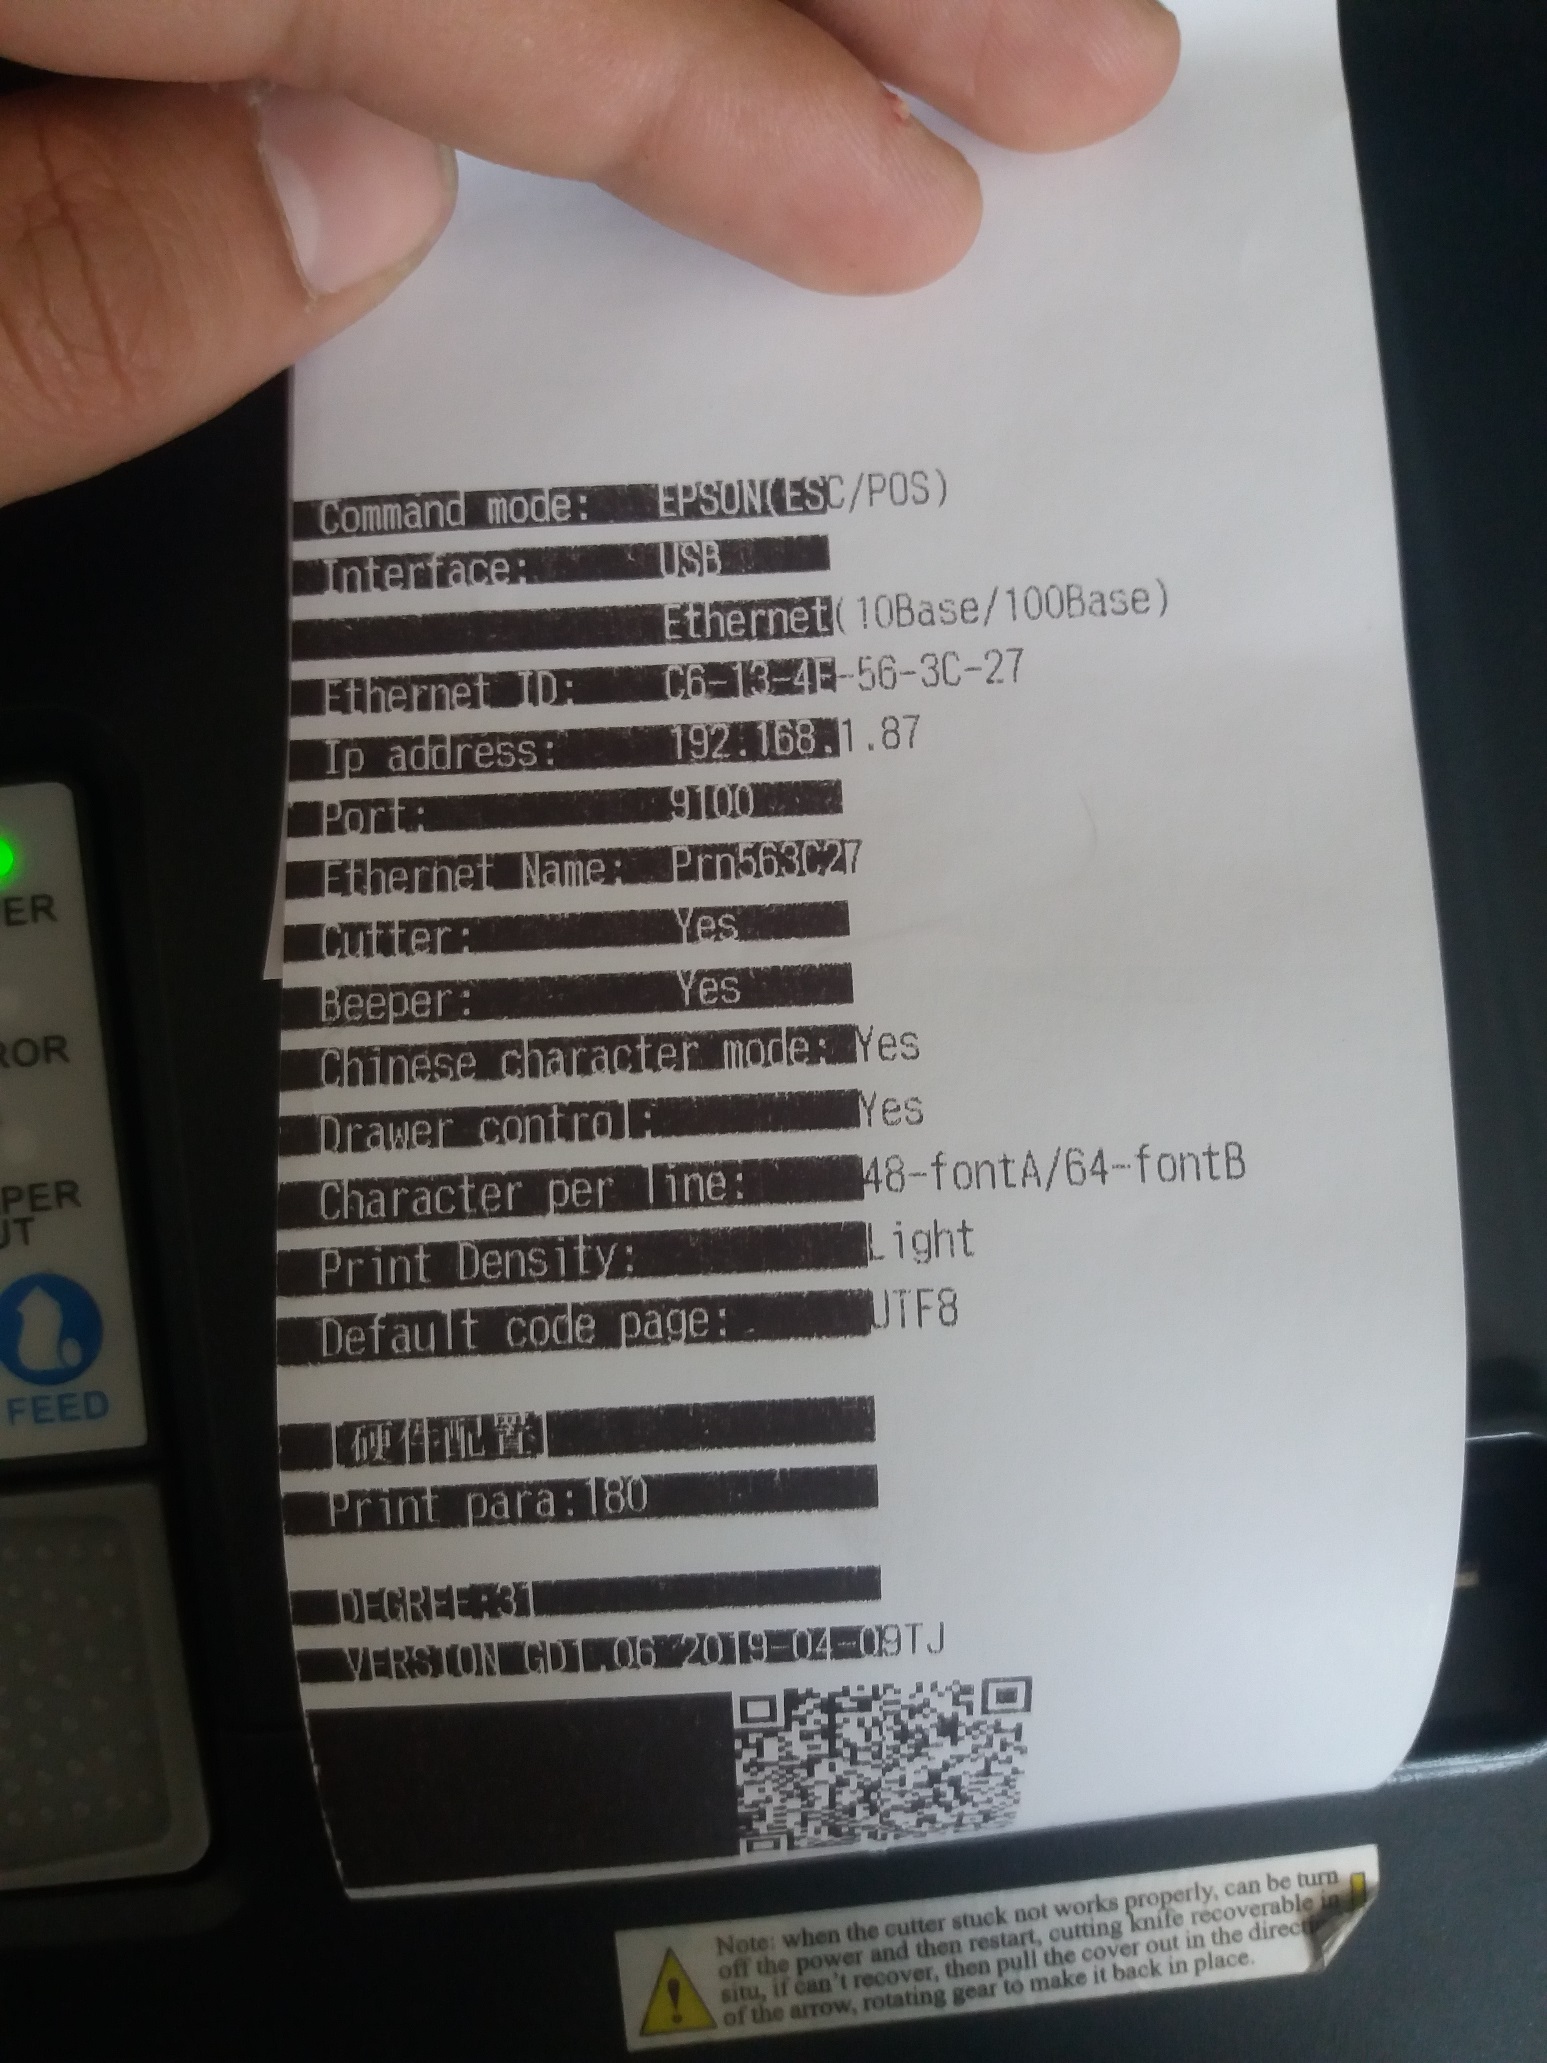 Command mode: EPSON(ESC/POS)
Interface: USB
Ethernet(10Base/100Base)
Ethernet ID: C6-13-4E-56-3C-27
Ip address: 192.168.1.87
Port: 9100
Ethernet Name: Prn563C27
Cutter: Yes
Beeper: Yes
Chinese character mode: Yes
Drawer control: Yes
Character per line: 48-fontA/64-fontB
Print Density: Light
Default code page: UTF8
[硬件配置]
Print para:180
DEGREE:31
VERSION GD1.06 2019-04-09TJ
ER
ROR
PER
UT
FEED
Note: when the cutter stuck not works properly, can be turn
off the power and then restart, cutting knife recoverable in
situ, if can't recover, then pull the cover out in the direct
of the arrow, rotating gear to make it back in place.